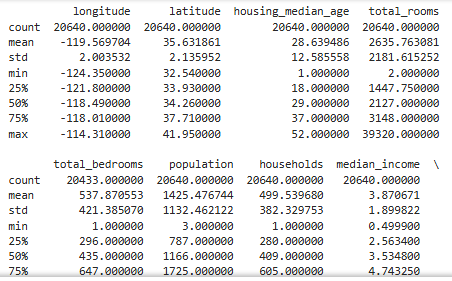 longitude latitude housing_median_age total_rooms
count 20640.000000 20640.000000 20640.000000 20640.000000
mean -119.569704 35.631861 28.639486 2635.763081
std 2.003532 2.135952 12.585558 2181.615252
min -124.350000 32.540000 1.000000 2.000000
25% -121.800000 33.930000 18.000000 1447.750000
50% -118.490000 34.260000 29.000000 2127.000000
75% -118.010000 37.710000 37.000000 3148.000000
max -114.310000 41.950000 52.000000 39320.000000
total_bedrooms population households median_income \
count 20433.000000 20640.000000 20640.000000 20640.000000
mean 537.870553 1425.476744 499.539680 3.870671
std 421.385070 1132.462122 382.329753 1.899822
min 1.000000 3.000000 1.000000 0.499900
25% 296.000000 787.000000 280.000000 2.563400
50% 435.000000 1166.000000 409.000000 3.534800
75% 647.000000 1725.000000 605.000000 4.743250